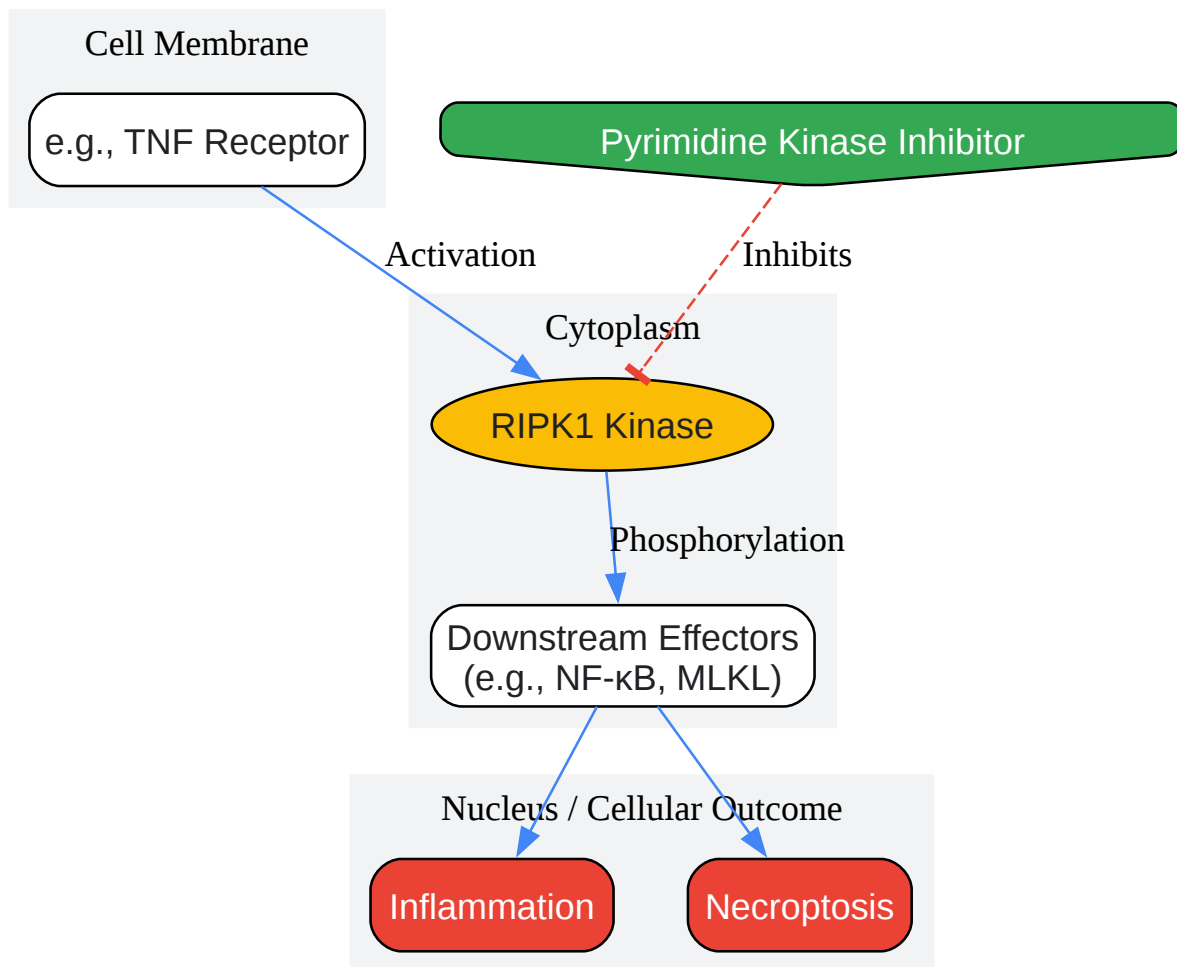 Cell Membrane
e.g., TNF Receptor
Pyrimidine Kinase Inhibitor
Activation
Inhibits
Cytoplasm
RIPK1 Kinase
Phosphorylation
Downstream Effectors
(e.g., NF-κB, MLKL)
Nucleus / Cellular Outcome
Inflammation
Necroptosis